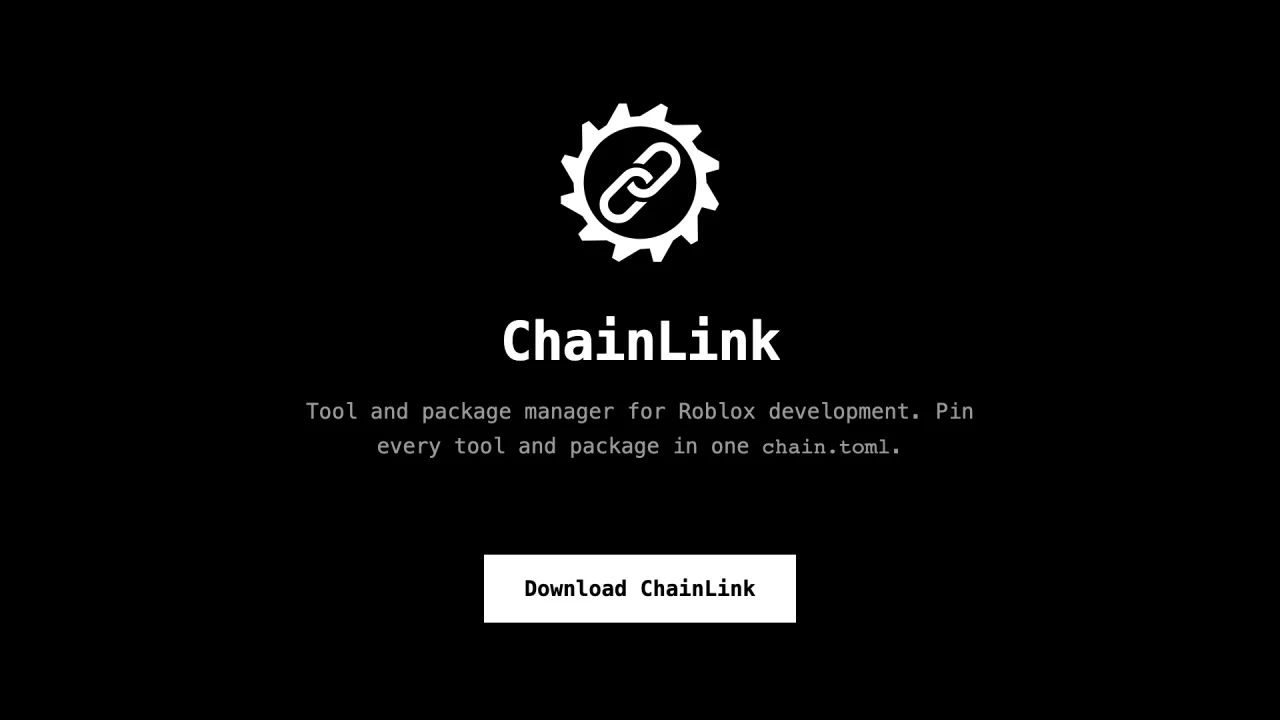 ChainLink
Tool and package manager for Roblox development. Pin
every tool and package in one chain.toml.
Download ChainLink